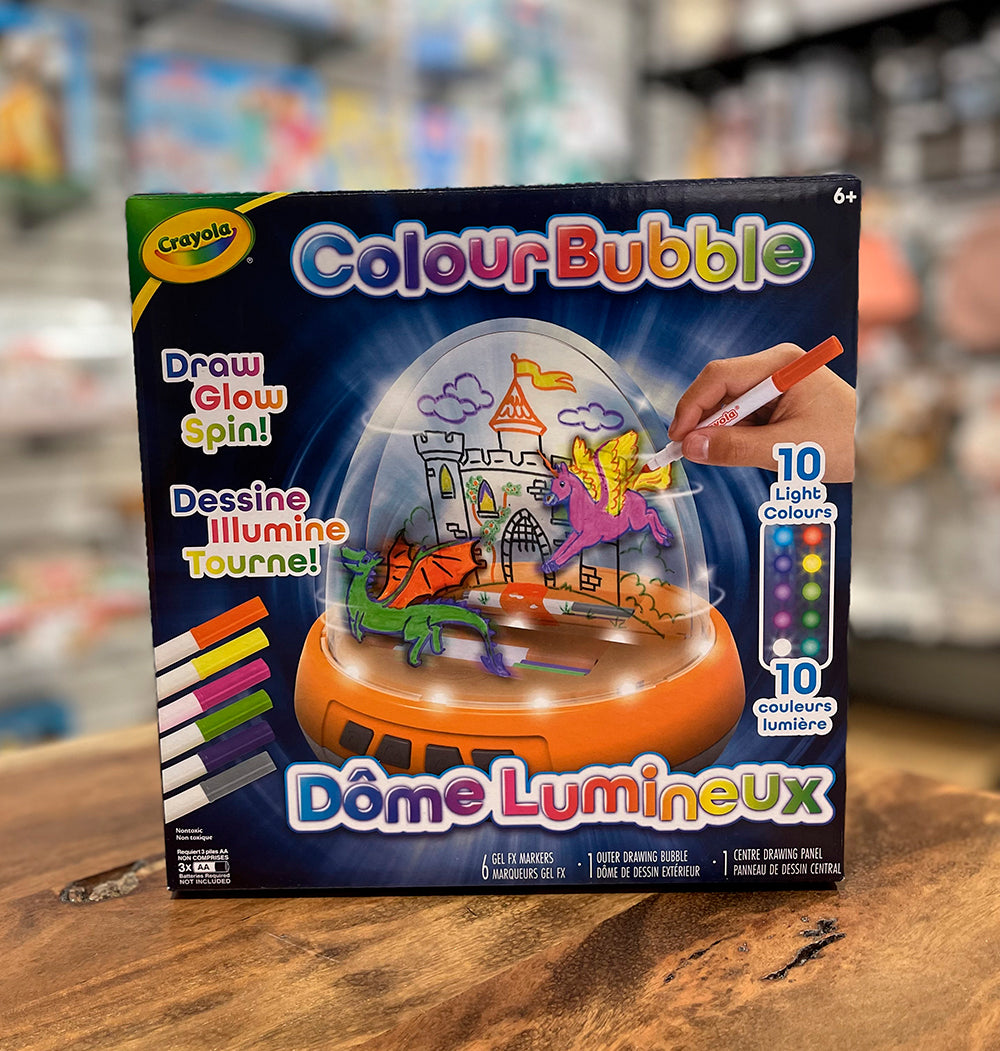 6+
Crayola
®
ColourBubble
Draw
Glow
Spin!
Dessine
Illumine
Tourne!
yola®
10
Light
Colours
10
couleurs
lumière
Dôme Lumineux
Nontoxic
Non toxique
Requiert 3 piles AA
NON COMPRISES
3x AA
Batteries Required
NOT INCLUDED
6 GEL FX MARKERS
MARQUEURS GEL FX
· 1 OUTER DRAWING BUBBLE
DÔME DE DESSIN EXTÉRIEUR
· 1 CENTRE DRAWING PANEL
PANNEAU DE DESSIN CENTRAL